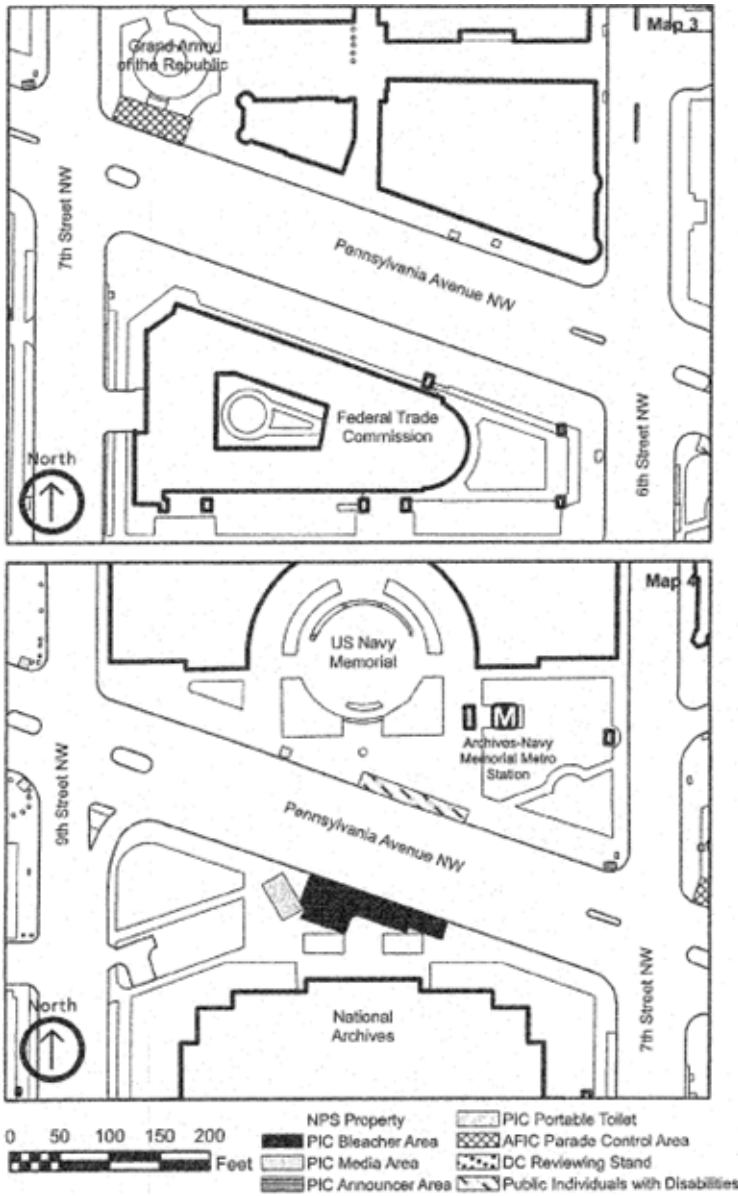 Map 3
Grand Army
of the Republic
7th Street NW
Pennsylvania Avenue NW
Federal Trade
Commission
6th Street NW
North
Map 4
US Navy
Memorial
M
Archives-Navy
Memorial Metro
Station
9th Street NW
Pennsylvania Avenue NW
7th Street NW
National
Archives
North
0 50 100 150 200
Feet
NPS Property
PIC Bleacher Area
PIC Media Area
PIC Announcer Area
PIC Portable Toilet
AFIC Parade Control Area
DC Reviewing Stand
Public Individuals with Disabilities